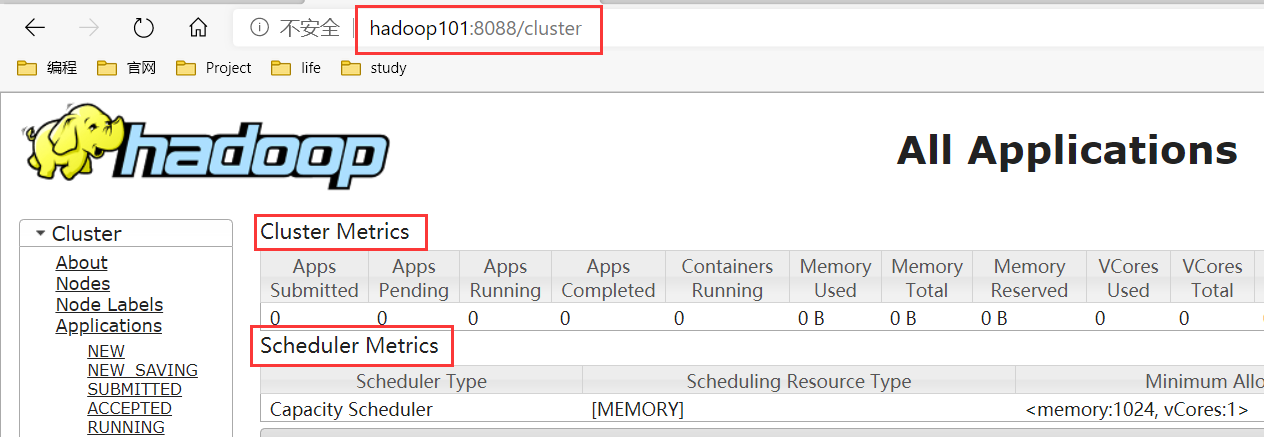 不安全 hadoop101:8088/cluster
编程 官网 Project life study
hadoop
All Applications
Cluster
About
Nodes
Node Labels
Applications
NEW
NEW_SAVING
SUBMITTED
ACCEPTED
RUNNING
Cluster Metrics
Apps Submitted Apps Pending Apps Running Apps Completed Containers Running Memory Used Memory Total Memory Reserved VCores Used VCores Total
0 0 0 0 0 0 B 0 B 0 B 0 0
Scheduler Metrics
Scheduler Type Scheduling Resource Type Minimum Allo
Capacity Scheduler [MEMORY] <memory:1024, vCores:1>